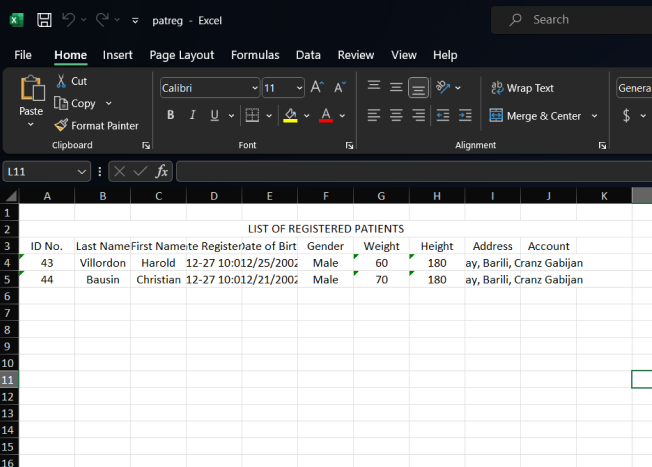 patreg - Excel
Search
File Home Insert Page Layout Formulas Data Review View Help
Paste
Cut
Copy
Format Painter
Calibri 11
A^ Aˇ
B I U A
ab Wrap Text
Merge & Center
Genera
$
Clipboard Font Alignment
L11 fx
A B C D E F G H I J K
1
2 LIST OF REGISTERED PATIENTS
3 ID No. Last Name First Name te Register ate of Birt Gender Weight Height Address Account
4 43 Villordon Harold 12-27 10:0 12/25/2002 Male 60 180 ay, Barili, Cranz Gabijan
5 44 Bausin Christian 12-27 10:0 12/21/2002 Male 70 180 ay, Barili, Cranz Gabijan
6
7
8
9
10
11
12
13
14
15
16